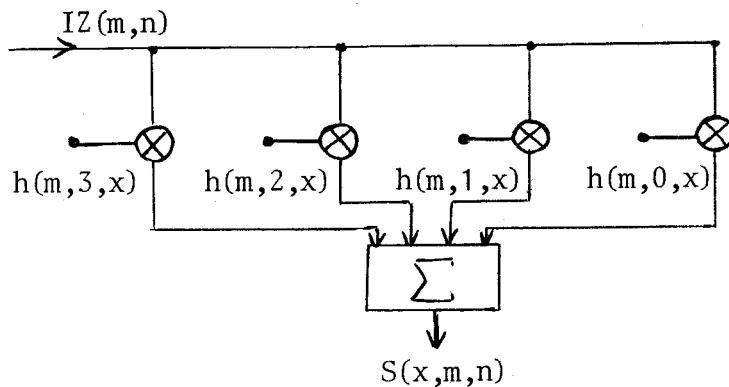 IZ(m,n)
h(m,3,x) h(m,2,x) h(m,1,x) h(m,0,x)
Σ
S(x,m,n)